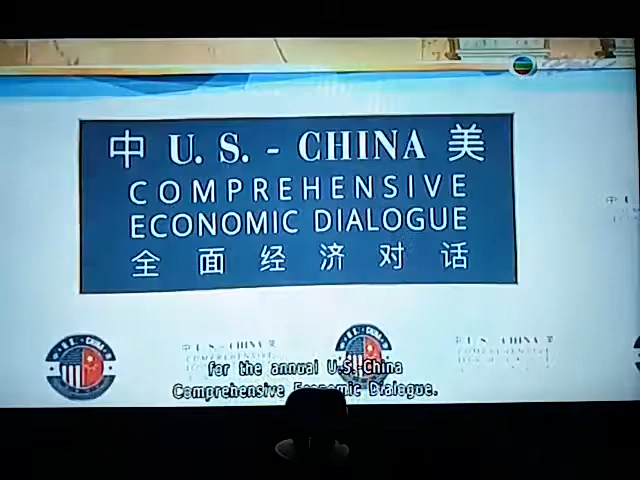 中 U. S. - CHINA 美
COMPREHENSIVE
ECONOMIC DIALOGUE
全面经济对话
for the annual U.S.-China
Comprehensive Economic Dialogue.